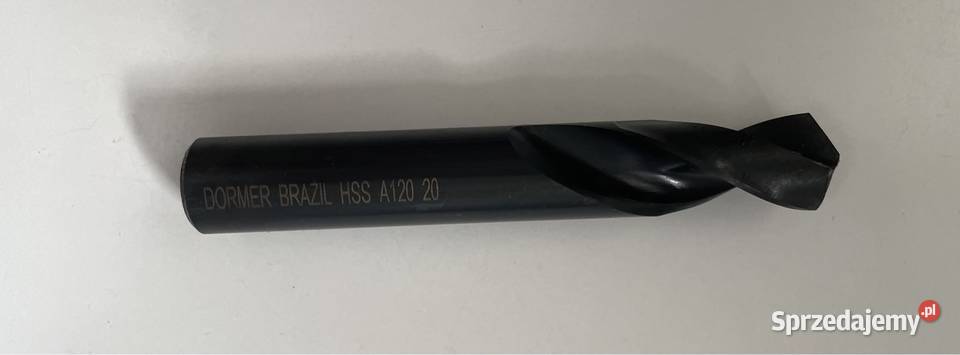 DORMER BRAZIL HSS A120 20
Sprzedajemy.pl